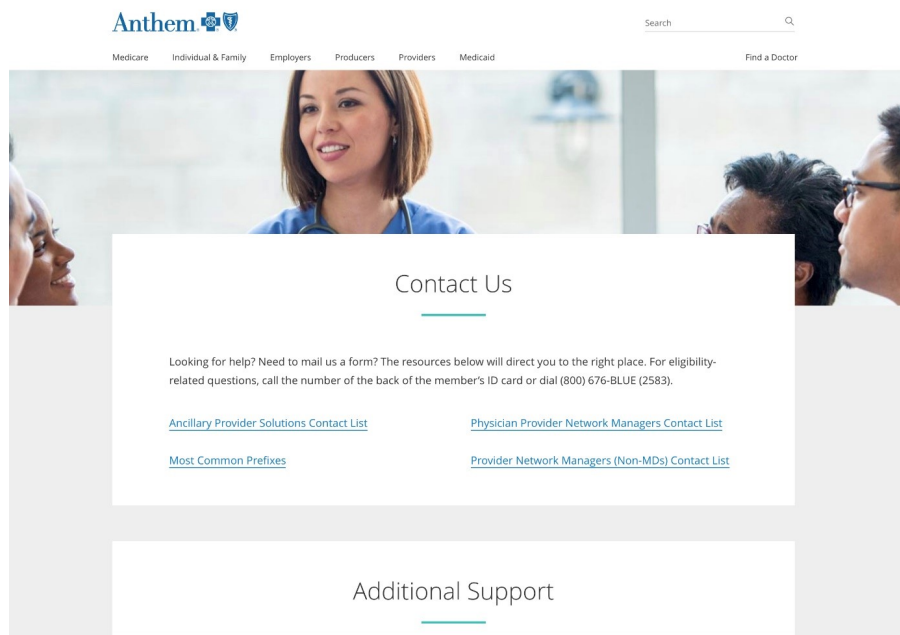 Anthem
Search
Medicare Individual & Family Employers Producers Providers Medicaid Find a Doctor
Contact Us
Looking for help? Need to mail us a form? The resources below will direct you to the right place. For eligibility-
related questions, call the number of the back of the member's ID card or dial (800) 676-BLUE (2583).
Ancillary Provider Solutions Contact List Physician Provider Network Managers Contact List
Most Common Prefixes Provider Network Managers (Non-MDs) Contact List
Additional Support